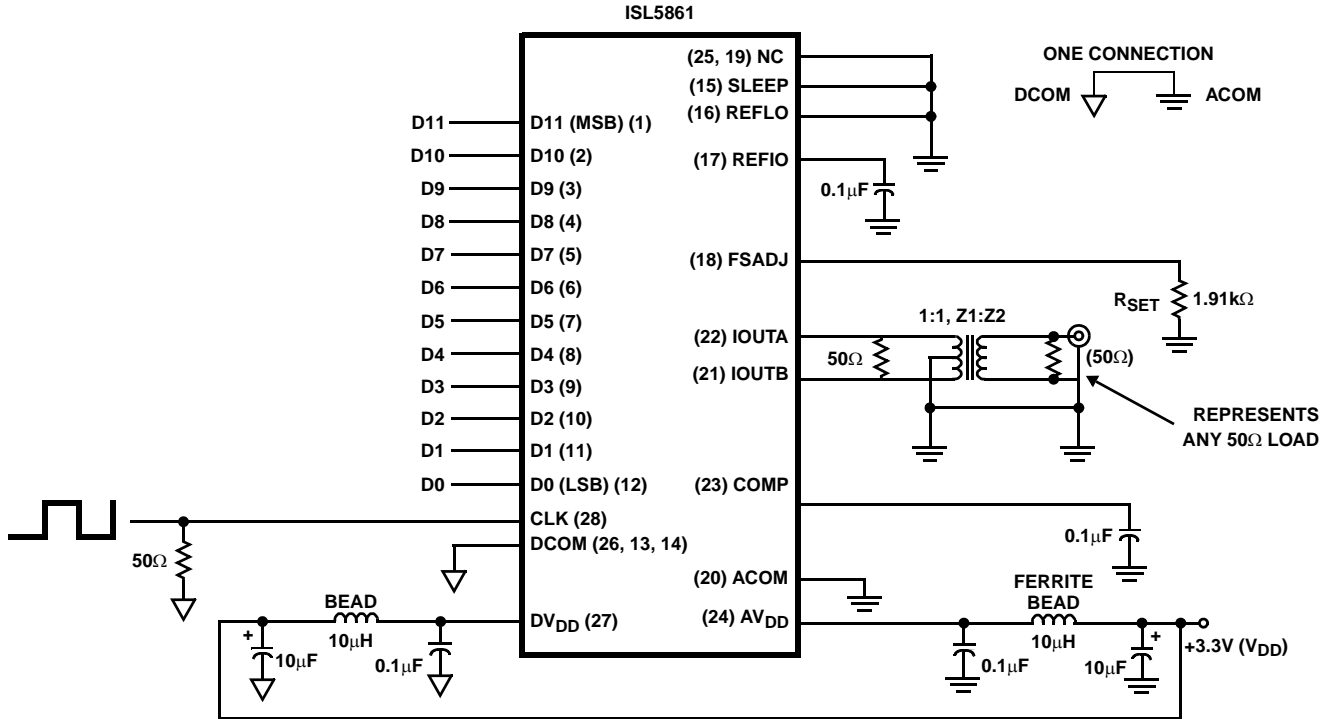 ISL5861
D11
D10
D9
D8
D7
D6
D5
D4
D3
D2
D1
D0
D11 (MSB) (1)
D10 (2)
D9 (3)
D8 (4)
D7 (5)
D6 (6)
D5 (7)
D4 (8)
D3 (9)
D2 (10)
D1 (11)
D0 (LSB) (12)
CLK (28)
DCOM (26, 13, 14)
DVDD (27)
50Ω
BEAD
+
10μF
10μH
0.1μF
(25, 19) NC
(15) SLEEP
(16) REFLO
(17) REFIO
(18) FSADJ
(22) IOUTA
(21) IOUTB
(23) COMP
(20) ACOM
(24) AVDD
ONE CONNECTION
DCOM
ACOM
0.1μF
RSET
1.91kΩ
1:1, Z1:Z2
50Ω
(50Ω)
REPRESENTS
ANY 50Ω LOAD
0.1μF
FERRITE
BEAD
10μH
0.1μF
10μF
+
+3.3V (VDD)